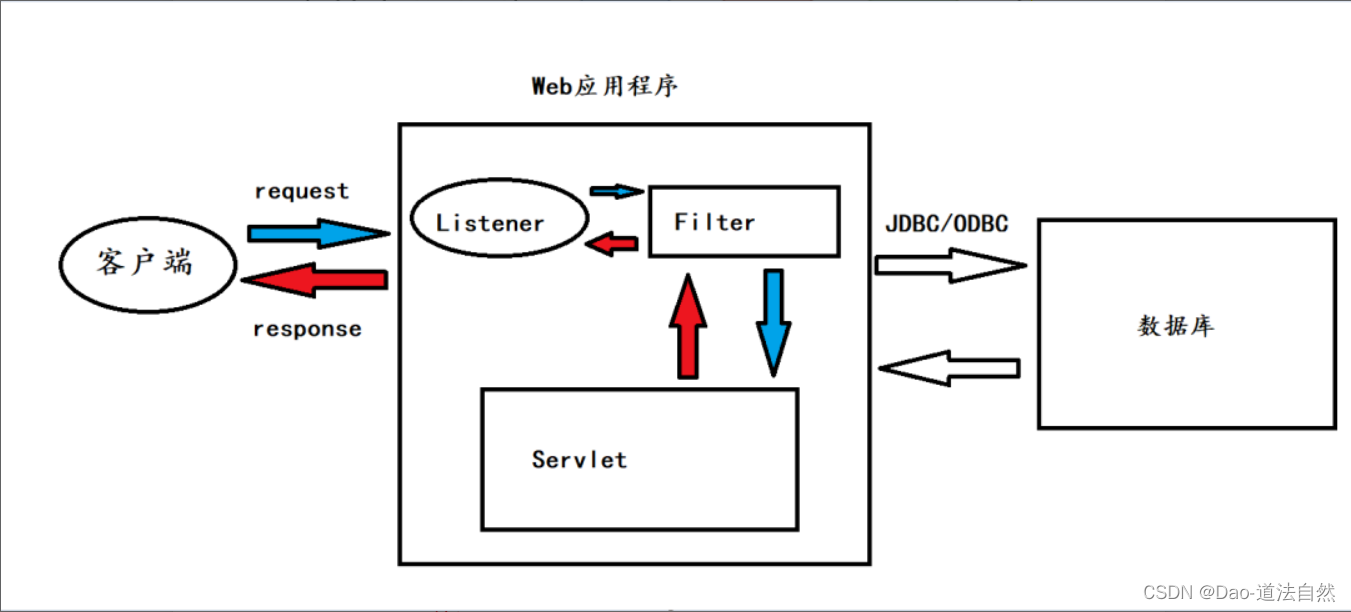 Web应用程序
request
Listener
Filter
JDBC/ODBC
客户端
response
数据库
Servlet
CSDN @Dao-道法自然